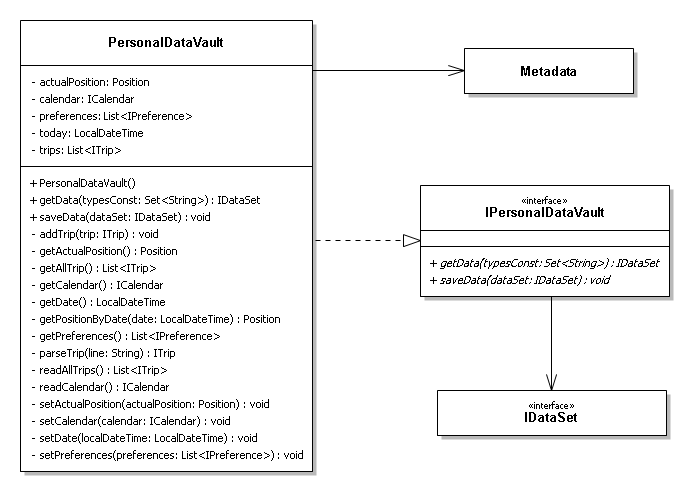 PersonalDataVault
- actualPosition: Position
- calendar: ICalendar
- preferences: List<IPreference>
- today: LocalDateTime
- trips: List<ITrip>
+ PersonalDataVault()
+ getData(typesConst: Set<String>) : IDataSet
+ saveData(dataSet: IDataSet) : void
- addTrip(trip: ITrip) : void
- getActualPosition() : Position
- getAllTrip() : List<ITrip>
- getCalendar() : ICalendar
- getDate() : LocalDateTime
- getPositionByDate(date: LocalDateTime) : Position
- getPreferences() : List<IPreference>
- parseTrip(line: String) : ITrip
- readAllTrips() : List<ITrip>
- readCalendar() : ICalendar
- setActualPosition(actualPosition: Position) : void
- setCalendar(calendar: ICalendar) : void
- setDate(localDateTime: LocalDateTime) : void
- setPreferences(preferences: List<IPreference>) : void
Metadata
«interface»
IPersonalDataVault
+ getData(typesConst: Set<String>) : IDataSet
+ saveData(dataSet: IDataSet) : void
«interface»
IDataSet